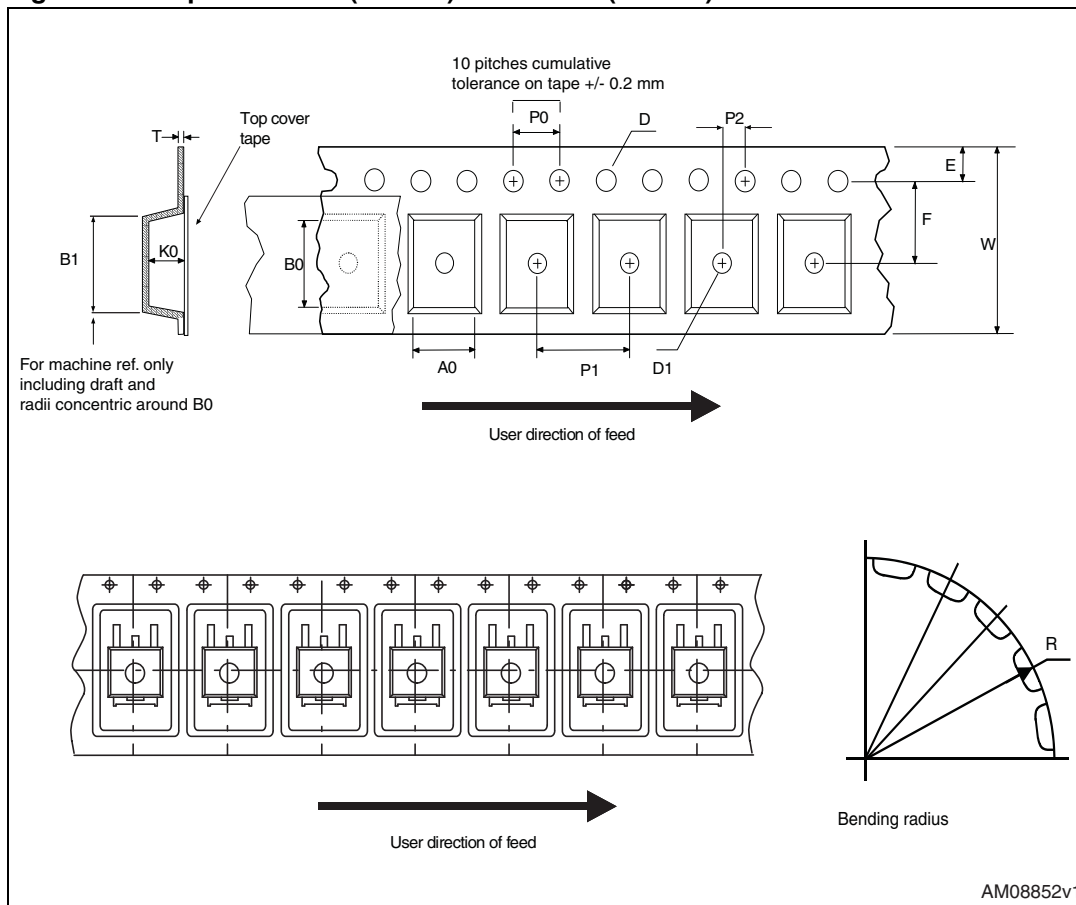 10 pitches cumulative
tolerance on tape +/- 0.2 mm
Top cover
tape
T
P0
D
P2
E
F
W
B1
K0
B0
A0
P1
D1
For machine ref. only
including draft and
radii concentric around B0
User direction of feed
R
Bending radius
User direction of feed
AM08852v1